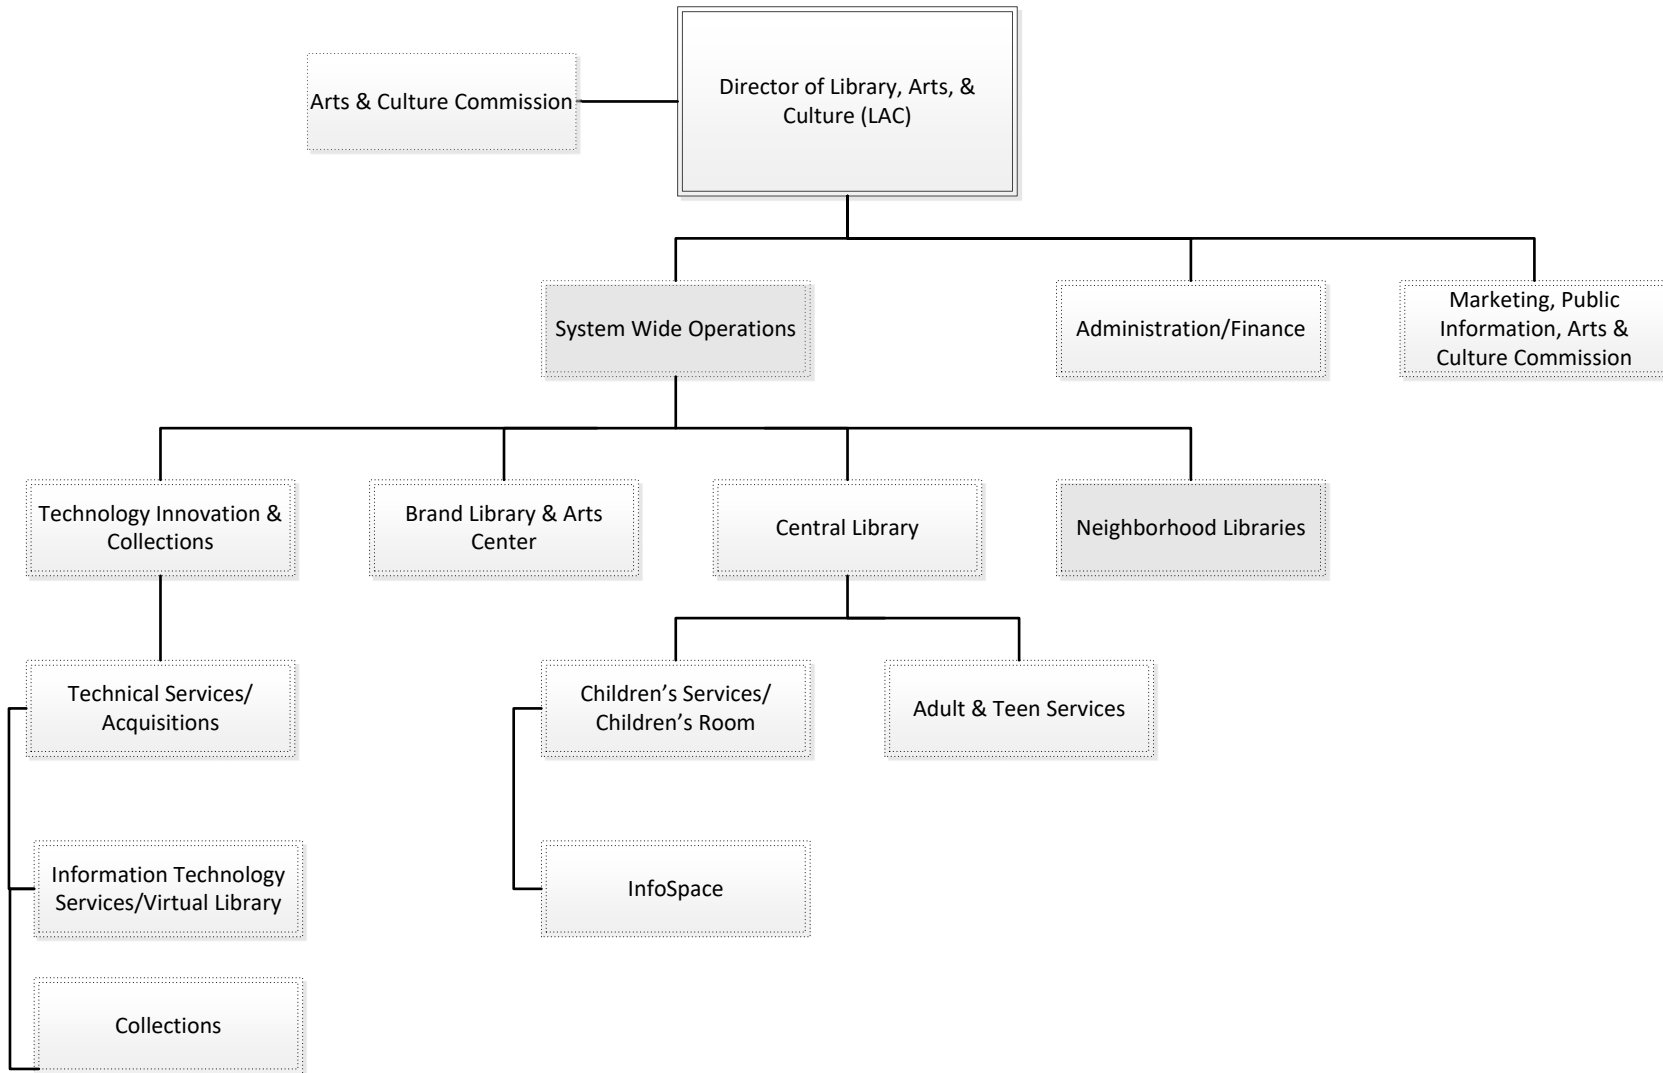 Arts & Culture Commission
Director of Library, Arts, &
Culture (LAC)
System Wide Operations
Administration/Finance
Marketing, Public
Information, Arts &
Culture Commission
Technology Innovation &
Collections
Brand Library & Arts
Center
Central Library
Neighborhood Libraries
Technical Services/
Acquisitions
Children’s Services/
Children’s Room
Adult & Teen Services
Information Technology
Services/Virtual Library
InfoSpace
Collections